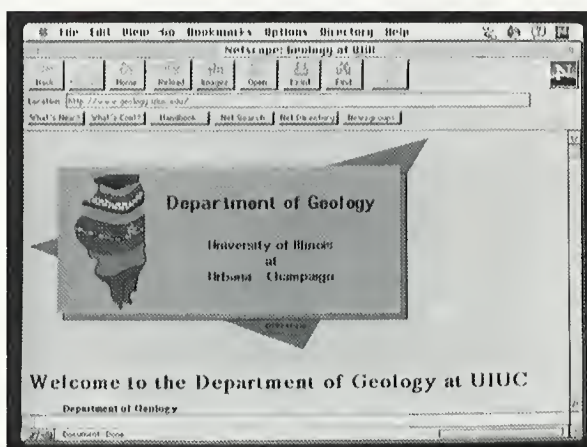 File Edit View Go Bookmarks Options Directory Help
Netscape: Geology at UIUC
Back Home Reload Images Open Print Find
Location: http://www.geology.uiuc.edu/
What's New? What's Cool? Handbook Net Search Net Directory Newsgroups
Department of Geology
University of Illinois
at
Urbana Champaign
Welcome to the Department of Geology at UIUC
Department of Geology
Document: Done